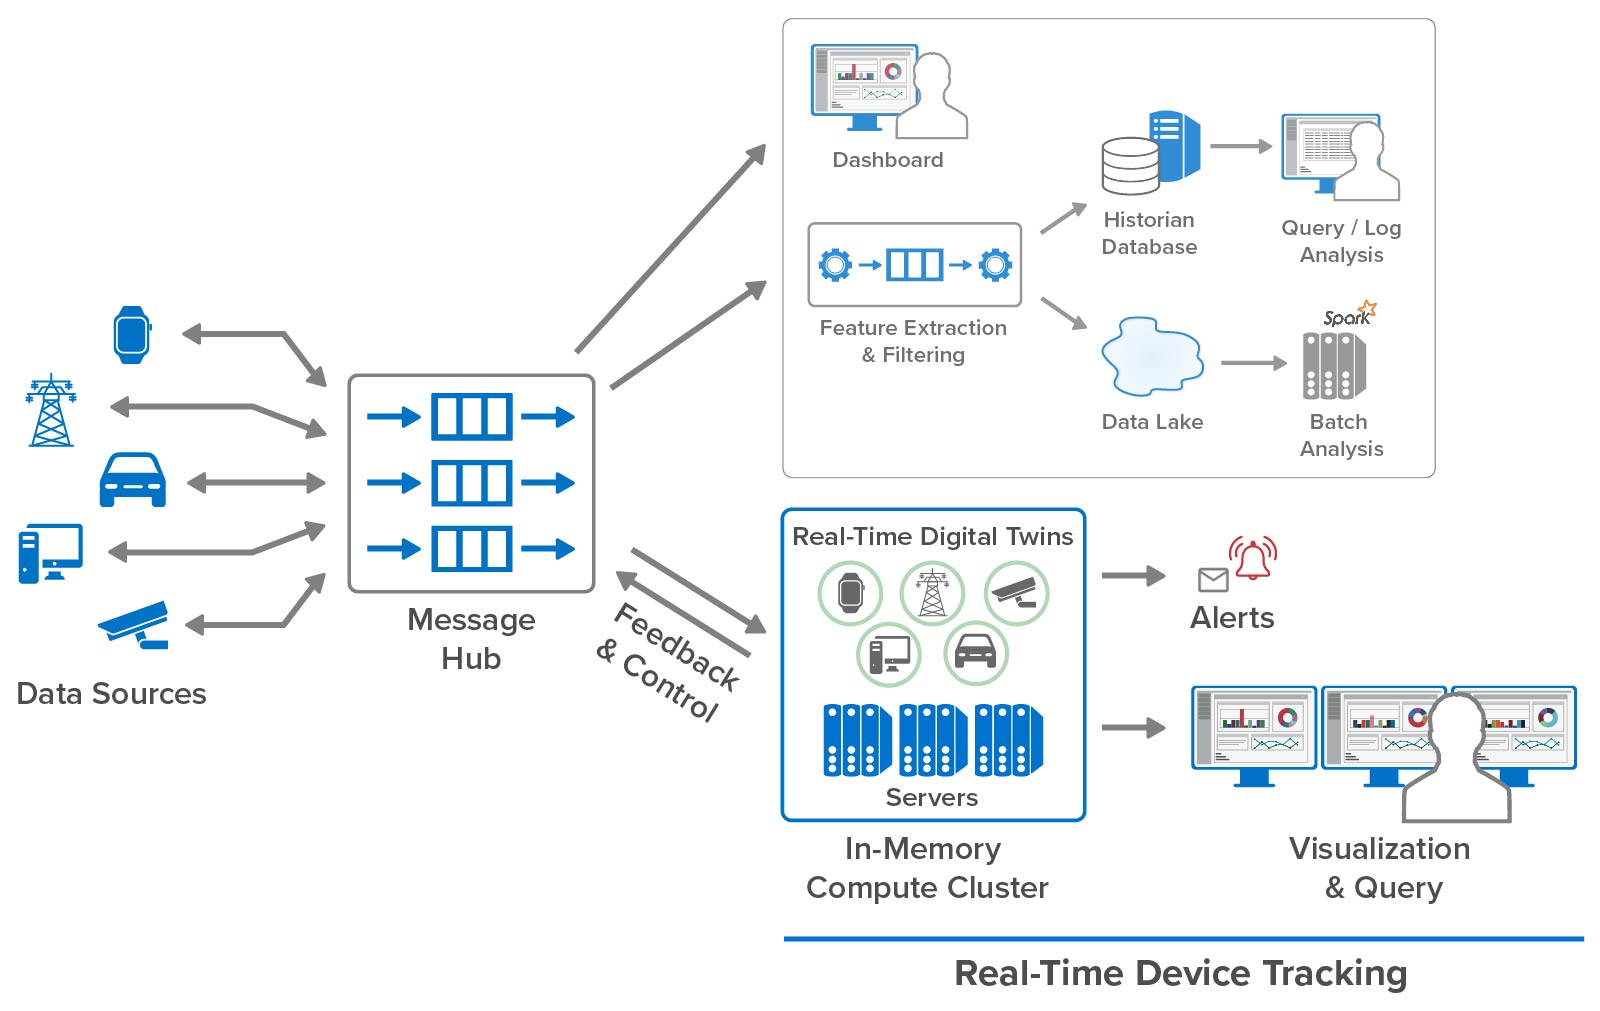 Dashboard
Historian
Database
Query / Log
Analysis
Feature Extraction
& Filtering
Spark
Data Lake
Batch
Analysis
Message
Hub
Data Sources
Feedback
& Control
Real-Time Digital Twins
Servers
In-Memory
Compute Cluster
Alerts
Visualization
& Query
Real-Time Device Tracking